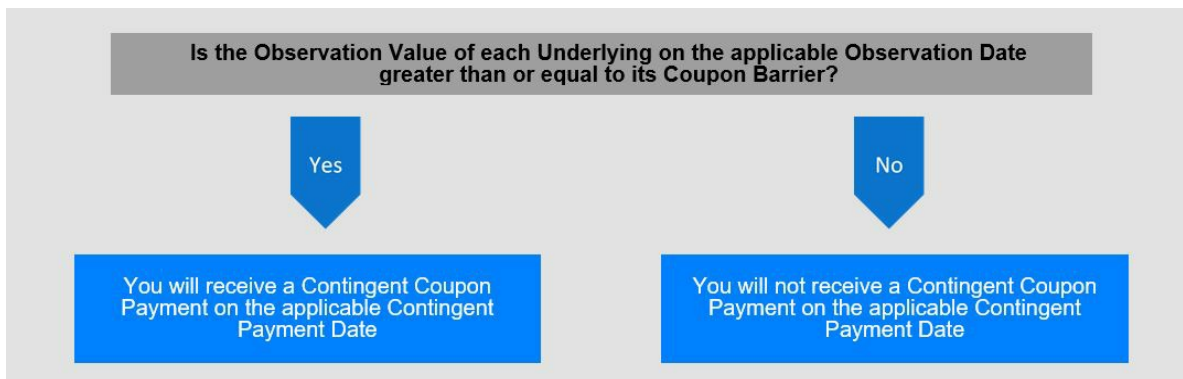 Is the Observation Value of each Underlying on the applicable Observation Date
greater than or equal to its Coupon Barrier?
Yes
No
You will receive a Contingent Coupon
Payment on the applicable Contingent
Payment Date
You will not receive a Contingent Coupon
Payment on the applicable Contingent
Payment Date